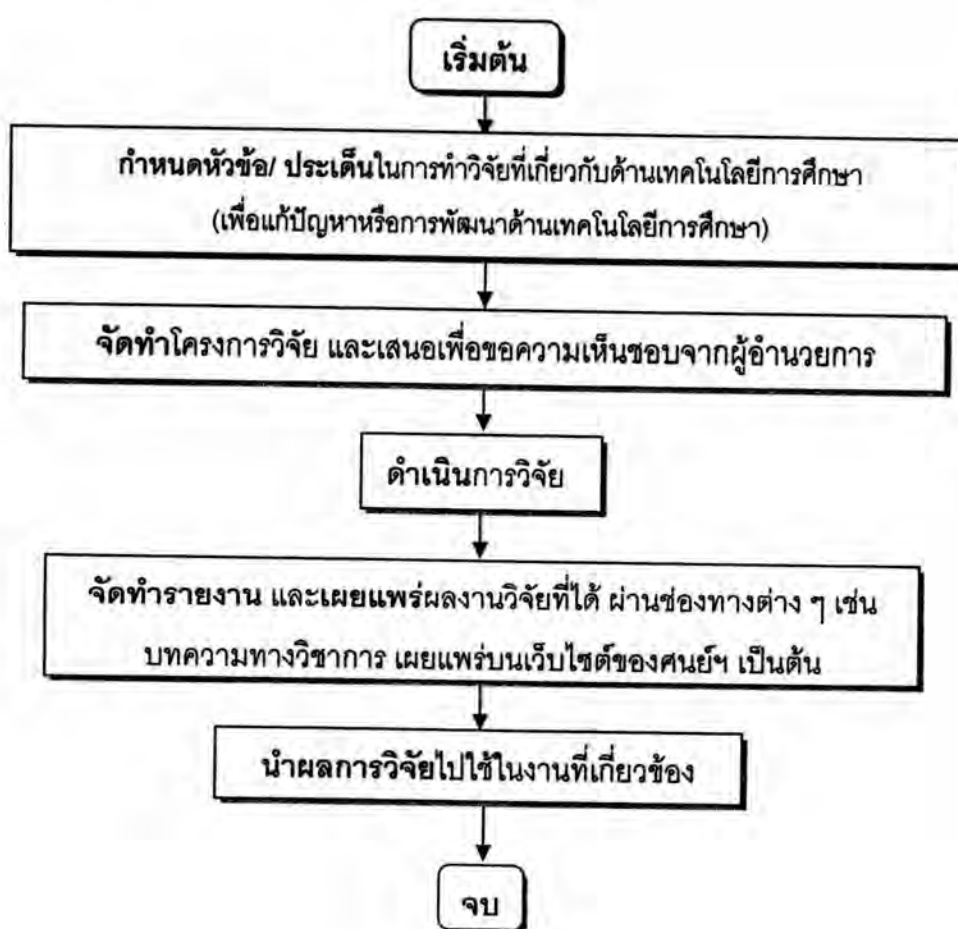 เริ่มต้น
กำหนดหัวข้อ/ ประเด็นในการทำวิจัยที่เกี่ยวกับด้านเทคโนโลยีการศึกษา
(เพื่อแก้ปัญหาหรือการพัฒนาด้านเทคโนโลยีการศึกษา)
จัดทำโครงการวิจัย และเสนอเพื่อขอความเห็นชอบจากผู้อำนวยการ
ดำเนินการวิจัย
จัดทำรายงาน และเผยแพร่ผลงานวิจัยที่ได้ ผ่านช่องทางต่าง ๆ เช่น
บทความทางวิชาการ เผยแพร่บนเว็บไซต์ของศนย์ฯ เป็นต้น
นำผลการวิจัยไปใช้ในงานที่เกี่ยวข้อง
จบ